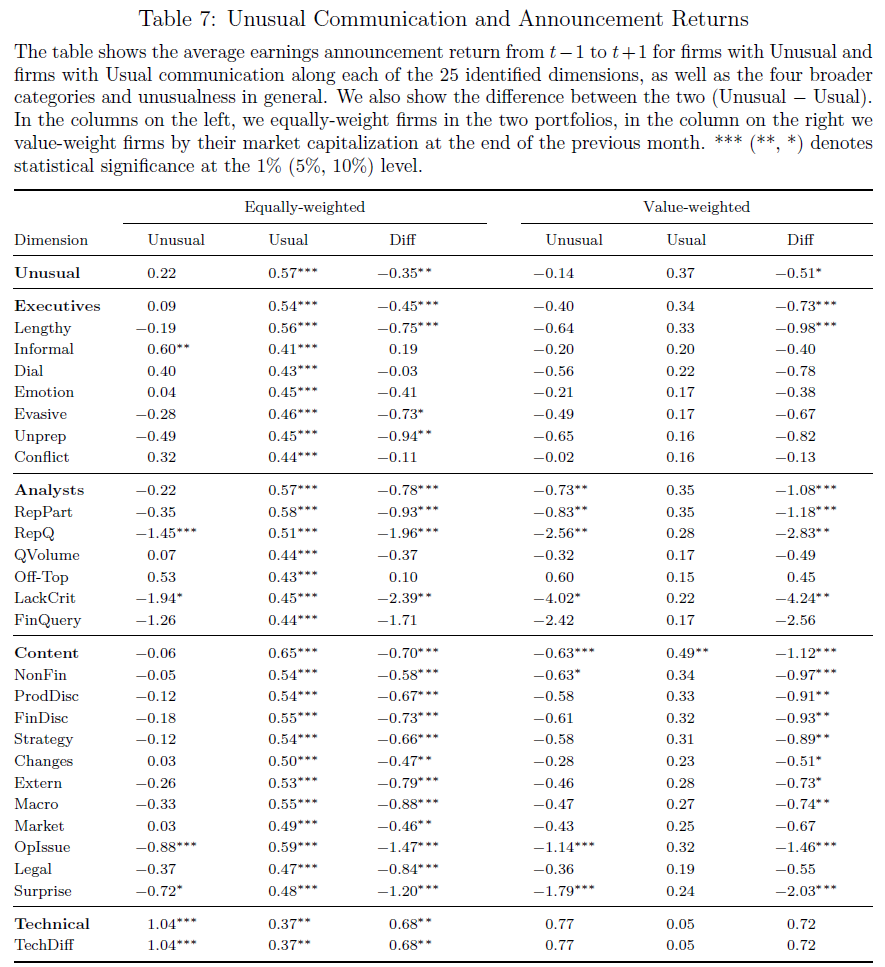 Table 7: Unusual Communication and Announcement Returns
The table shows the average earnings announcement return from t−1 to t+1 for firms with Unusual and
firms with Usual communication along each of the 25 identified dimensions, as well as the four broader
categories and unusualness in general. We also show the difference between the two (Unusual − Usual).
In the columns on the left, we equally-weight firms in the two portfolios, in the column on the right we
value-weight firms by their market capitalization at the end of the previous month. *** (**, *) denotes
statistical significance at the 1% (5%, 10%) level.
Equally-weighted Value-weighted
Dimension Unusual Usual Diff Unusual Usual Diff
Unusual 0.22 0.57*** −0.35** −0.14 0.37 −0.51*
Executives 0.09 0.54*** −0.45*** −0.40 0.34 −0.73***
Lengthy −0.19 0.56*** −0.75*** −0.64 0.33 −0.98***
Informal 0.60** 0.41*** 0.19 −0.20 0.20 −0.40
Dial 0.40 0.43*** −0.03 −0.56 0.22 −0.78
Emotion 0.04 0.45*** −0.41 −0.21 0.17 −0.38
Evasive −0.28 0.46*** −0.73* −0.49 0.17 −0.67
Unprep −0.49 0.45*** −0.94** −0.65 0.16 −0.82
Conflict 0.32 0.44*** −0.11 −0.02 0.16 −0.13
Analysts −0.22 0.57*** −0.78*** −0.73** 0.35 −1.08***
RepPart −0.35 0.58*** −0.93*** −0.83** 0.35 −1.18***
RepQ −1.45*** 0.51*** −1.96*** −2.56** 0.28 −2.83**
QVolume 0.07 0.44*** −0.37 −0.32 0.17 −0.49
Off-Top 0.53 0.43*** 0.10 0.60 0.15 0.45
LackCrit −1.94* 0.45*** −2.39** −4.02* 0.22 −4.24**
FinQuery −1.26 0.44*** −1.71 −2.42 0.17 −2.56
Content −0.06 0.65*** −0.70*** −0.63*** 0.49** −1.12***
NonFin −0.05 0.54*** −0.58*** −0.63* 0.34 −0.97***
ProdDisc −0.12 0.54*** −0.67*** −0.58 0.33 −0.91**
FinDisc −0.18 0.55*** −0.73*** −0.61 0.32 −0.93**
Strategy −0.12 0.54*** −0.66*** −0.58 0.31 −0.89**
Changes 0.03 0.50*** −0.47** −0.28 0.23 −0.51*
Extern −0.26 0.53*** −0.79*** −0.46 0.28 −0.73*
Macro −0.33 0.55*** −0.88*** −0.47 0.27 −0.74**
Market 0.03 0.49*** −0.46** −0.43 0.25 −0.67
OpIssue −0.88*** 0.59*** −1.47*** −1.14*** 0.32 −1.46***
Legal −0.37 0.47*** −0.84*** −0.36 0.19 −0.55
Surprise −0.72* 0.48*** −1.20*** −1.79*** 0.24 −2.03***
Technical 1.04*** 0.37** 0.68** 0.77 0.05 0.72
TechDiff 1.04*** 0.37** 0.68** 0.77 0.05 0.72